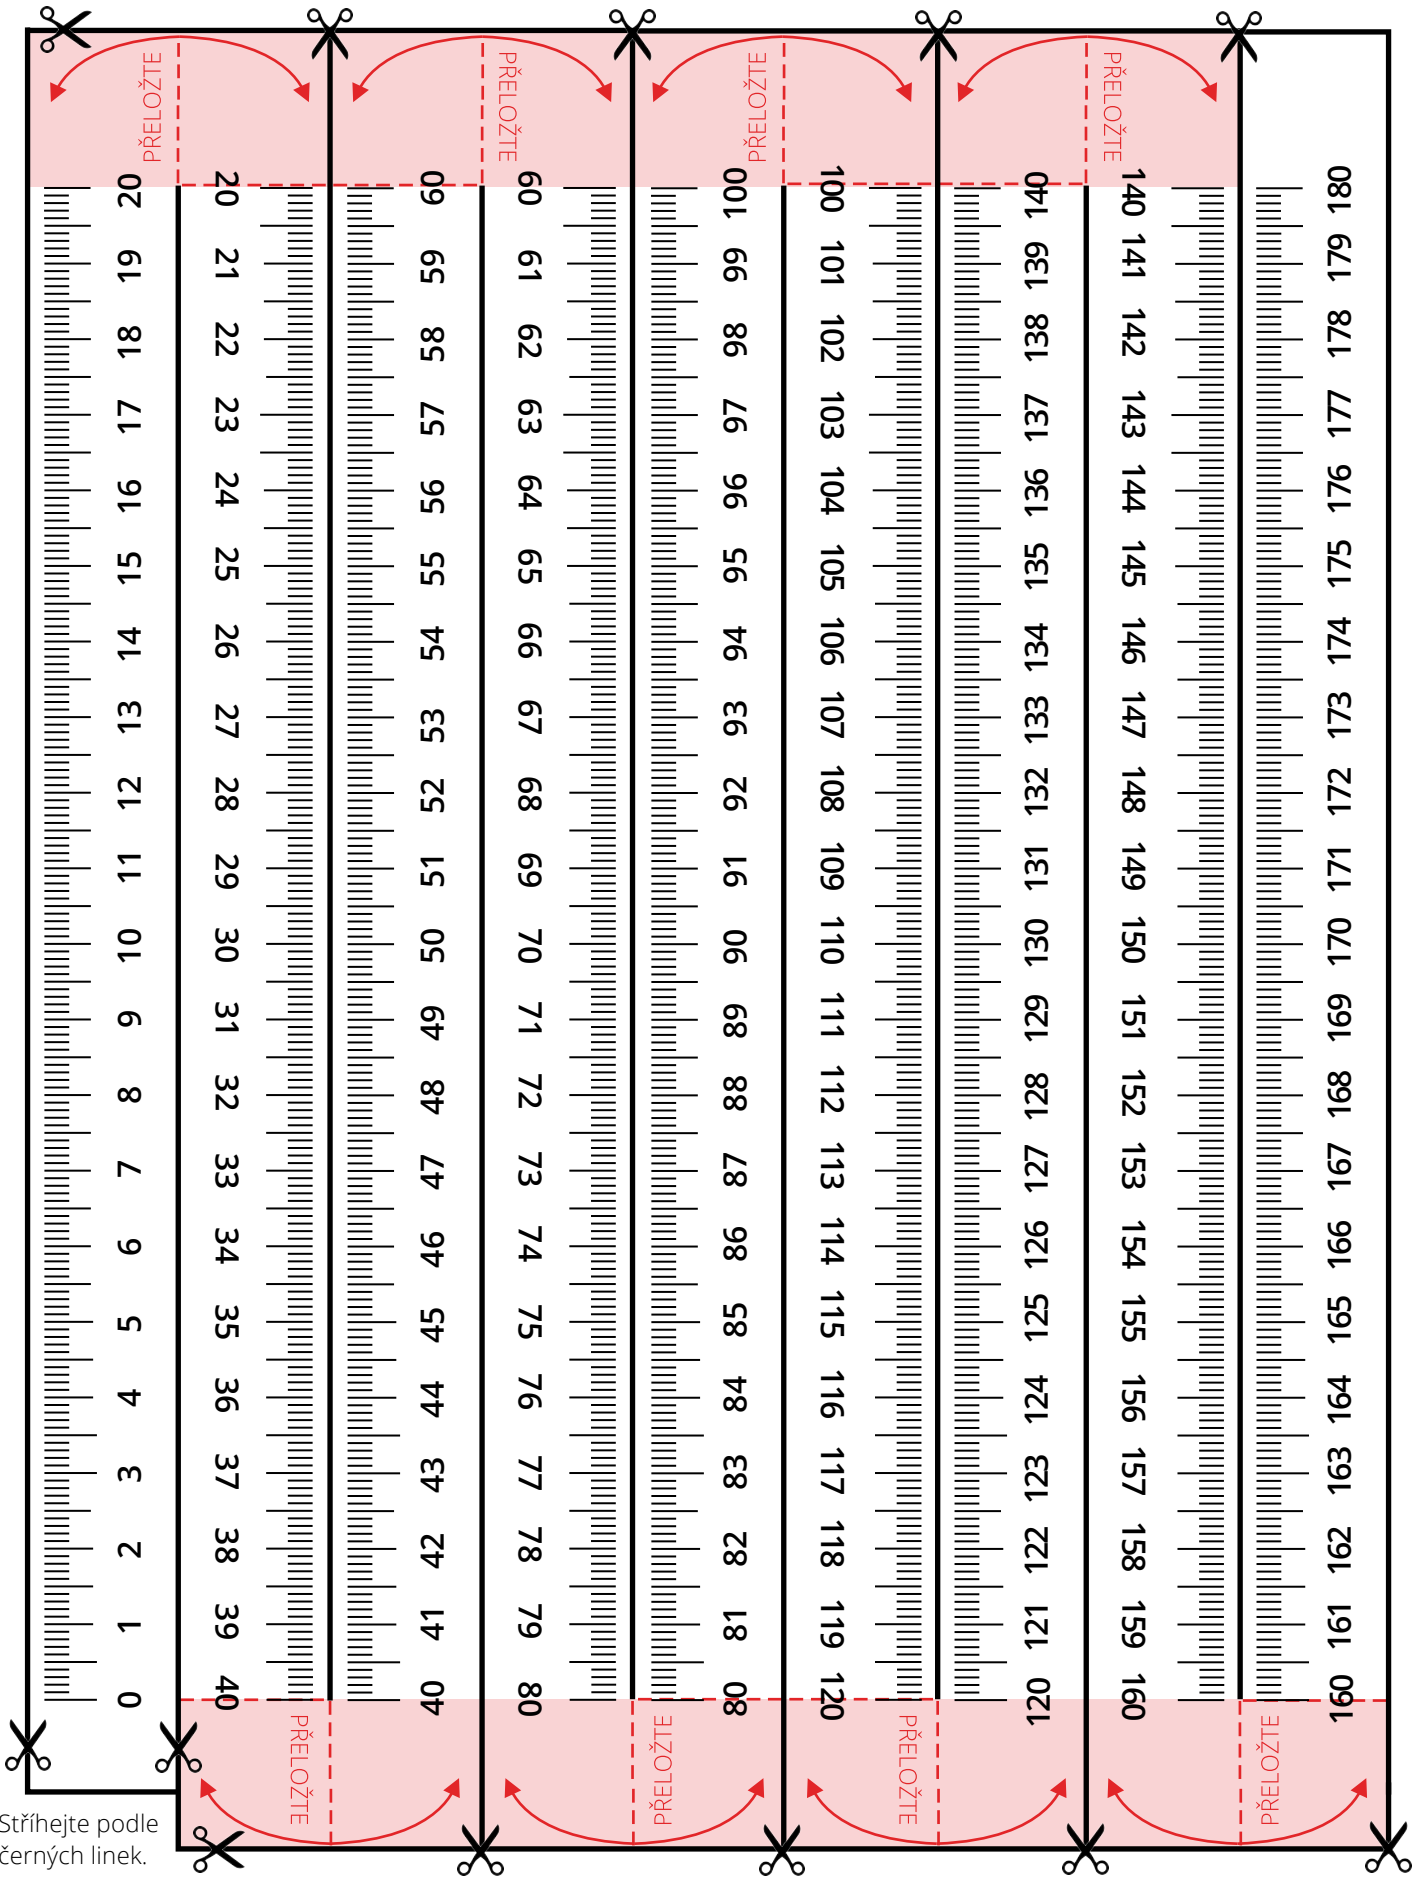 PŘELOŽTE
PŘELOŽTE
PŘELOŽTE
PŘELOŽTE
20 20 60 60 100 100 140 140 180
19 21 59 61 99 101 139 141 179
18 22 58 62 98 102 138 142 178
17 23 57 63 97 103 137 143 177
16 24 56 64 96 104 136 144 176
15 25 55 65 95 105 135 145 175
14 26 54 66 94 106 134 146 174
13 27 53 67 93 107 133 147 173
12 28 52 68 92 108 132 148 172
11 29 51 69 91 109 131 149 171
10 30 50 70 90 110 130 150 170
9 31 49 71 89 111 129 151 169
8 32 48 72 88 112 128 152 168
7 33 47 73 87 113 127 153 167
6 34 46 74 86 114 126 154 166
5 35 45 75 85 115 125 155 165
4 36 44 76 84 116 124 156 164
3 37 43 77 83 117 123 157 163
2 38 42 78 82 118 122 158 162
1 39 41 79 81 119 121 159 161
0 40 40 80 80 120 120 160 160
PŘELOŽTE
PŘELOŽTE
PŘELOŽTE
PŘELOŽTE
Stříhejte podle
černých linek.